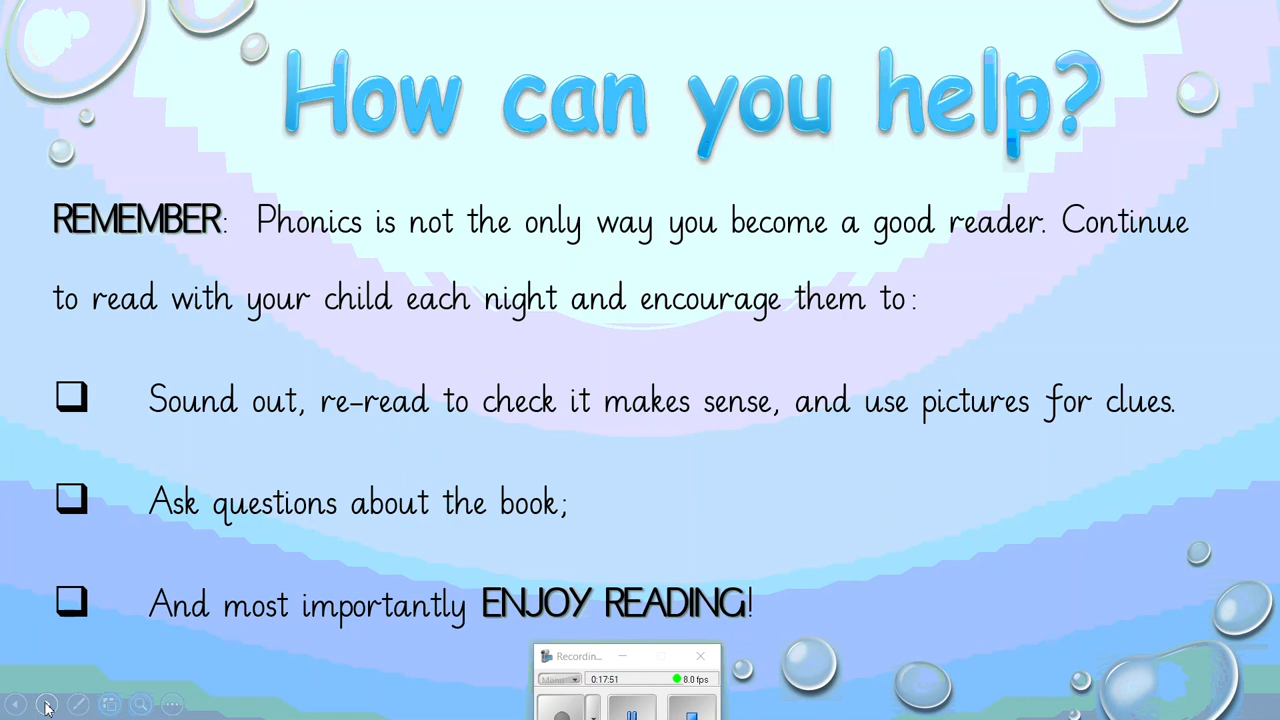 How can you help?
REMEMBER: Phonics is not the only way you become a good reader. Continue
to read with your child each night and encourage them to:
Sound out, re-read to check it makes sense, and use pictures for clues.
Ask questions about the book;
And most importantly ENJOY READING!
Recordin...
Mono 0:17:51 8.0 fps